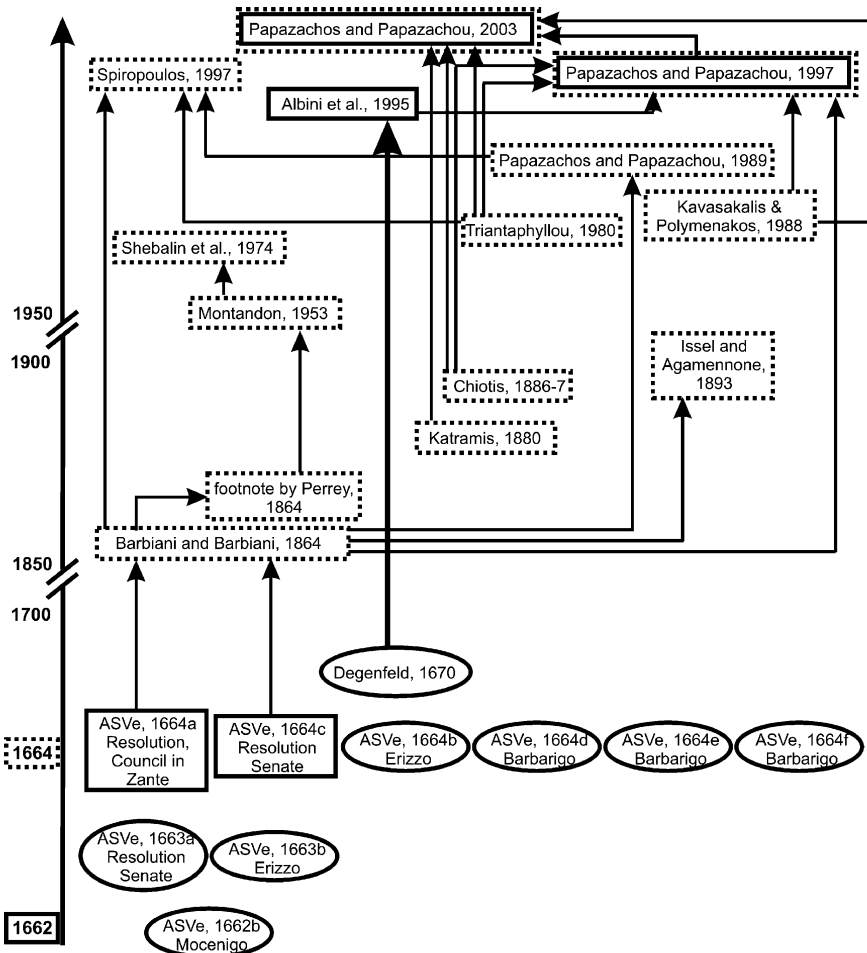 Papazachos and Papazachou, 2003
Spiropoulos, 1997
Papazachos and Papazachou, 1997
Albini et al., 1995
Papazachos and Papazachou, 1989
Kavasakalis &
Polymenakos, 1988
Triantaphyllou, 1980
Shebalin et al., 1974
1950
Montandon, 1953
1900
Issel and
Agamennone,
1893
Chiotis, 1886-7
Katramis, 1880
footnote by Perrey,
1864
Barbiani and Barbiani, 1864
1850
1700
Degenfeld, 1670
1664
ASVe, 1664a
Resolution,
Council in
Zante
ASVe, 1664c
Resolution
Senate
ASVe, 1664b
Erizzo
ASVe, 1664d
Barbarigo
ASVe, 1664e
Barbarigo
ASVe, 1664f
Barbarigo
ASVe, 1663a
Resolution
Senate
ASVe, 1663b
Erizzo
1662
ASVe, 1662b
Mocenigo